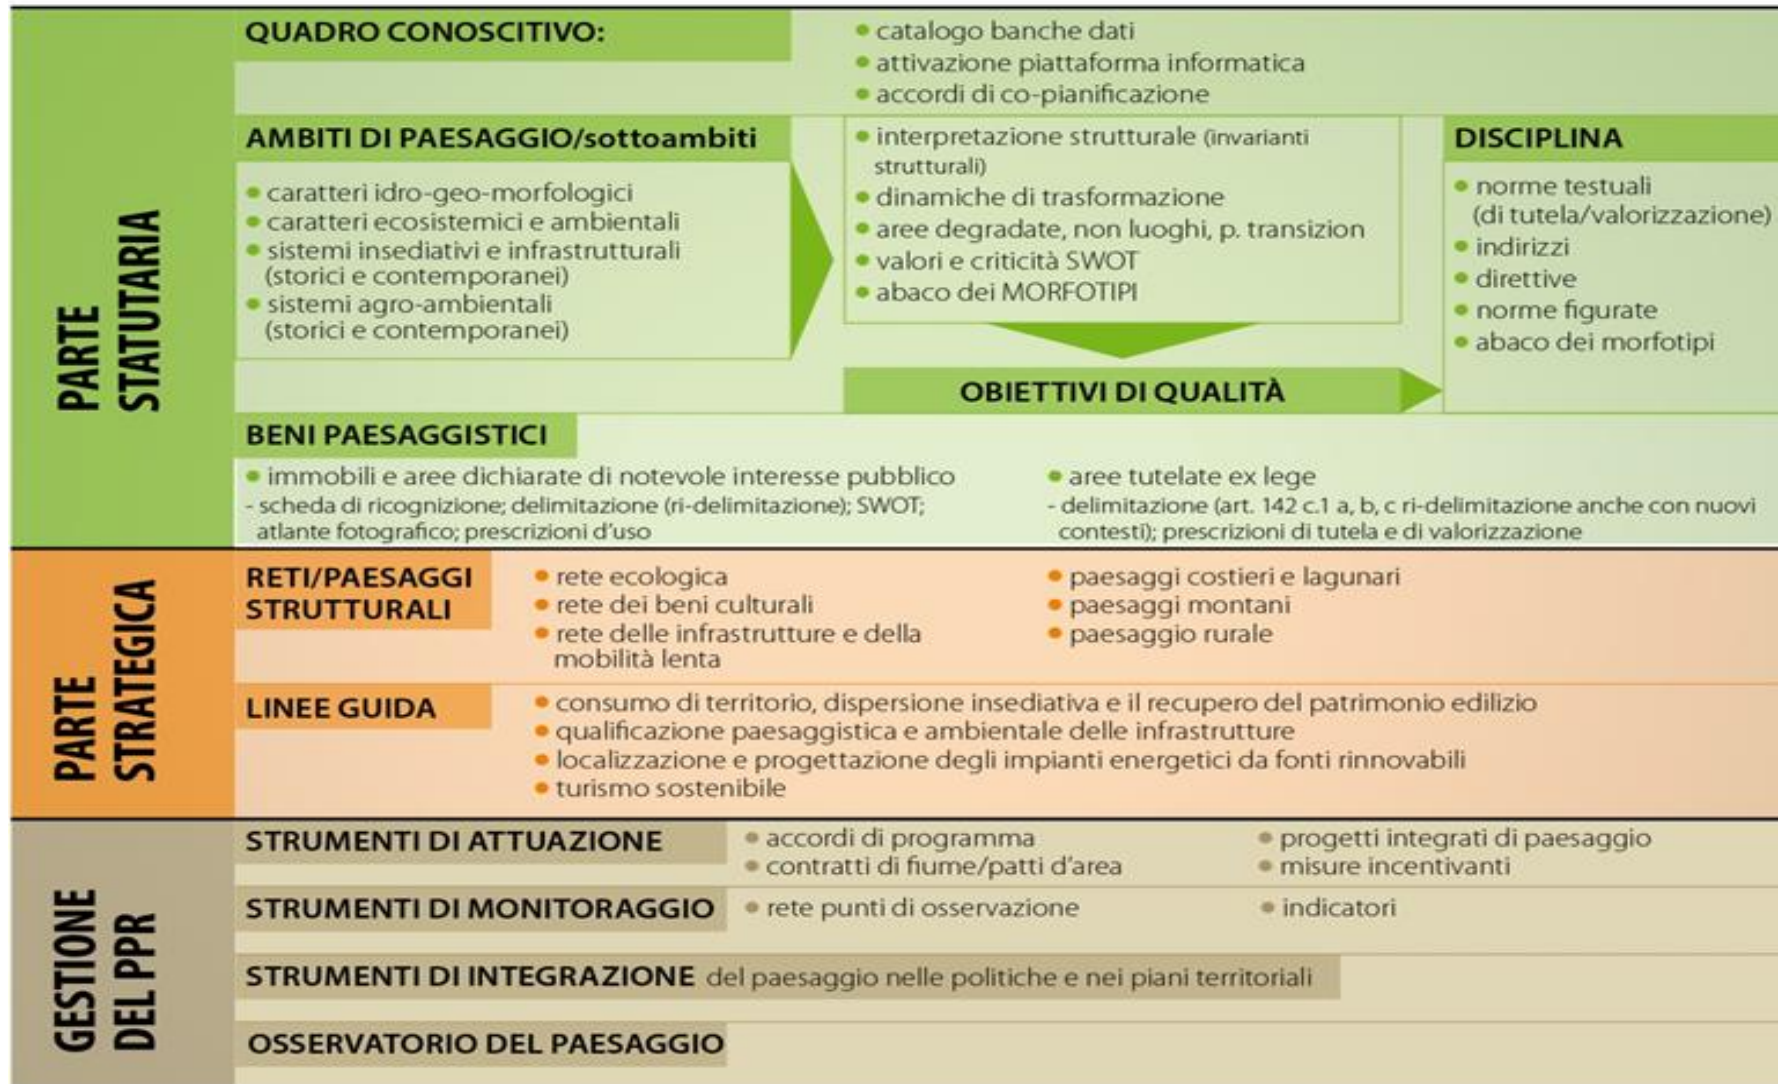 PARTE
STATUTARIA
QUADRO CONOSCITIVO:
• catalogo banche dati
• attivazione piattaforma informatica
• accordi di co-pianificazione
AMBITI DI PAESAGGIO/sottoambiti
• caratteri idro-geo-morfologici
• caratteri ecosistemici e ambientali
• sistemi insediativi e infrastrutturali
(storici e contemporanei)
• sistemi agro-ambientali
(storici e contemporanei)
• interpretazione strutturale (invarianti
strutturali)
• dinamiche di trasformazione
• aree degradate, non luoghi, p. transizion
• valori e criticità SWOT
• abaco dei MORFOTIPI
OBIETTIVI DI QUALITÀ
DISCIPLINA
• norme testuali
(di tutela/valorizzazione)
• indirizzi
• direttive
• norme figurate
• abaco dei morfotipi
BENI PAESAGGISTICI
• immobili e aree dichiarate di notevole interesse pubblico
- scheda di ricognizione; delimitazione (ri-delimitazione); SWOT;
atlante fotografico; prescrizioni d'uso
• aree tutelate ex lege
- delimitazione (art. 142 c.1 a, b, c ri-delimitazione anche con nuovi
contesti); prescrizioni di tutela e di valorizzazione
PARTE
STRATEGICA
RETI/PAESAGGI
STRUTTURALI
• rete ecologica
• rete dei beni culturali
• rete delle infrastrutture e della
mobilità lenta
• paesaggi costieri e lagunari
• paesaggi montani
• paesaggio rurale
LINEE GUIDA
• consumo di territorio, dispersione insediativa e il recupero del patrimonio edilizio
• qualificazione paesaggistica e ambientale delle infrastrutture
• localizzazione e progettazione degli impianti energetici da fonti rinnovabili
• turismo sostenibile
GESTIONE
DEL PPR
STRUMENTI DI ATTUAZIONE
• accordi di programma
• contratti di fiume/patti d'area
• progetti integrati di paesaggio
• misure incentivanti
STRUMENTI DI MONITORAGGIO
• rete punti di osservazione
• indicatori
STRUMENTI DI INTEGRAZIONE del paesaggio nelle politiche e nei piani territoriali
OSSERVATORIO DEL PAESAGGIO